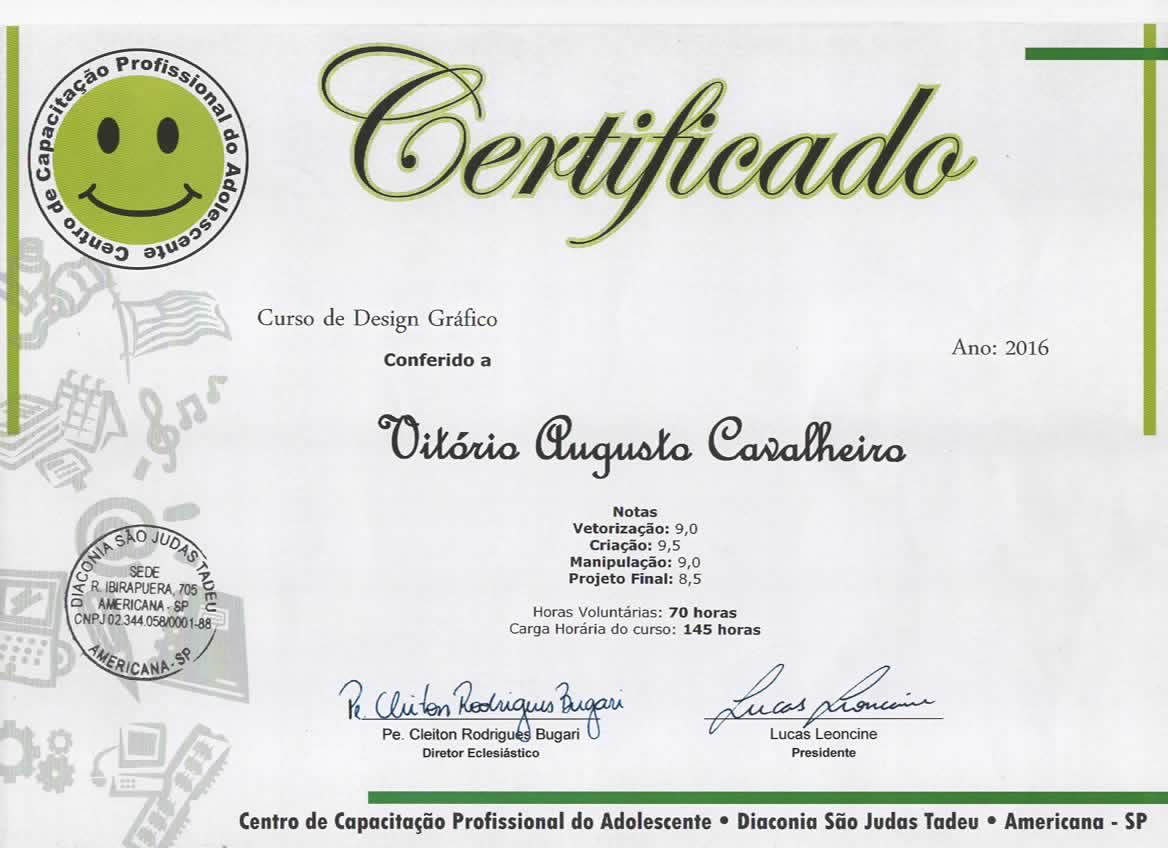 Centro de Capacitação Profissional do Adolescente
Certificado
Curso de Design Gráfico
Ano: 2016
Conferido a
Vitório Augusto Cavalheiro
Notas
Vetorização: 9,0
Criação: 9,5
Manipulação: 9,0
Projeto Final: 8,5
Horas Voluntárias: 70 horas
Carga Horária do curso: 145 horas
DIACONIA SÃO JUDAS TADEU
SEDE
R. IBIRAPUERA, 705
AMERICANA - SP
CNPJ 02.344.058/0001-88
AMERICANA - SP
Pe. Cleiton Rodrigues Bugari
Lucas Leoncine
Pe. Cleiton Rodrigues Bugari
Lucas Leoncine
Diretor Eclesiástico
Presidente
Centro de Capacitação Profissional do Adolescente • Diaconia São Judas Tadeu • Americana - SP